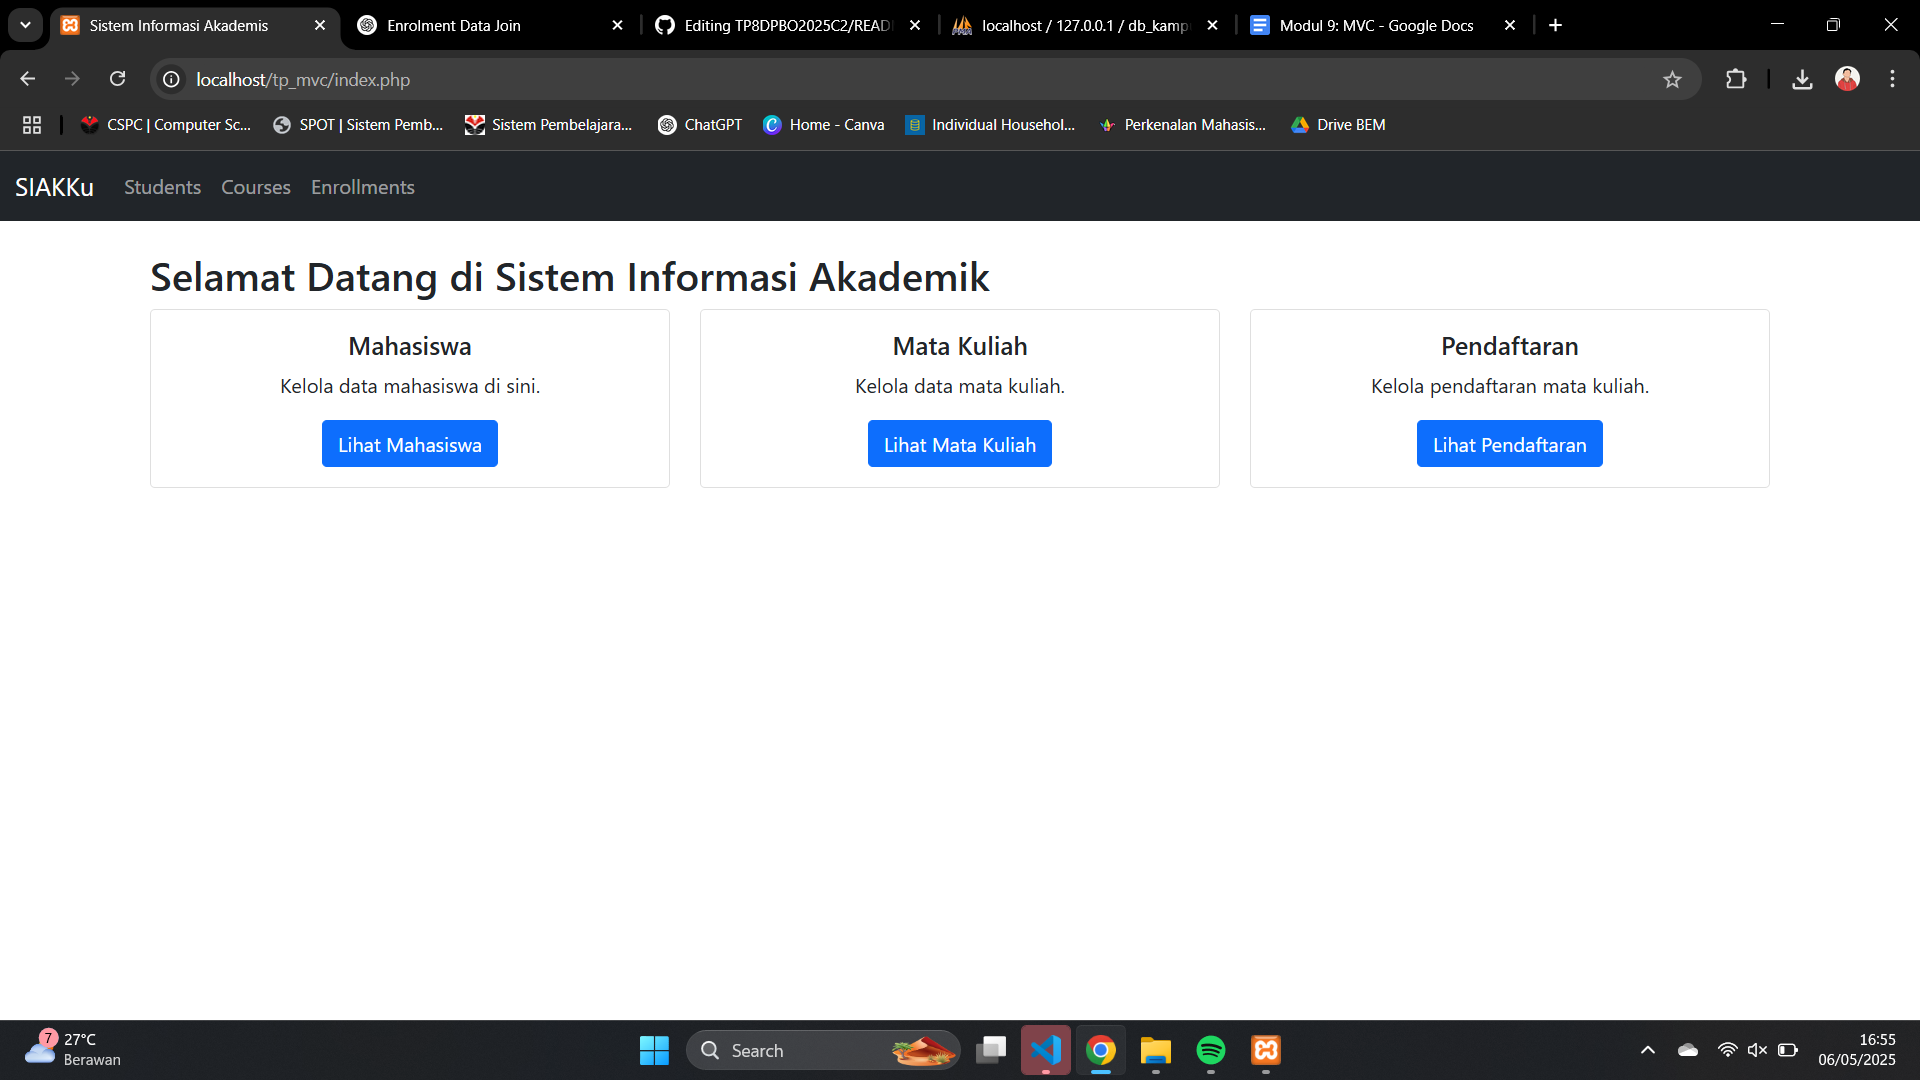 Sistem Informasi Akademis
Enrolment Data Join
Editing TP8DPBO2025C2/READ
localhost / 127.0.0.1 / db_kamp
Modul 9: MVC - Google Docs
localhost/tp_mvc/index.php
CSPC | Computer Sc...
SPOT | Sistem Pemb...
Sistem Pembelajara...
ChatGPT
Home - Canva
Individual Househol...
Perkenalan Mahasis...
Drive BEM
SIAKKu
Students
Courses
Enrollments
Selamat Datang di Sistem Informasi Akademik
Mahasiswa
Kelola data mahasiswa di sini.
Lihat Mahasiswa
Mata Kuliah
Kelola data mata kuliah.
Lihat Mata Kuliah
Pendaftaran
Kelola pendaftaran mata kuliah.
Lihat Pendaftaran
7
27°C
Berawan
Search
16:55
06/05/2025